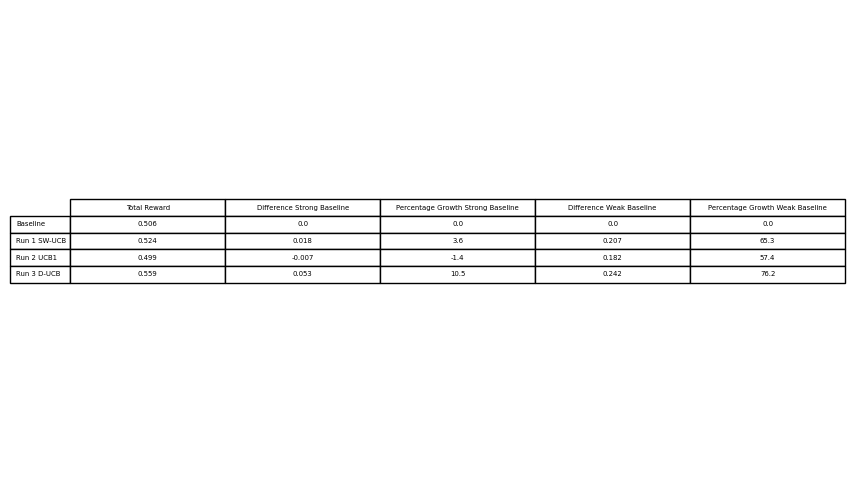 Total Reward Difference Strong Baseline Percentage Growth Strong Baseline Difference Weak Baseline Percentage Growth Weak Baseline
Baseline 0.506 0.0 0.0 0.0 0.0
Run 1 SW-UCB 0.524 0.018 3.6 0.207 65.3
Run 2 UCB1 0.499 -0.007 -1.4 0.182 57.4
Run 3 D-UCB 0.559 0.053 10.5 0.242 76.2